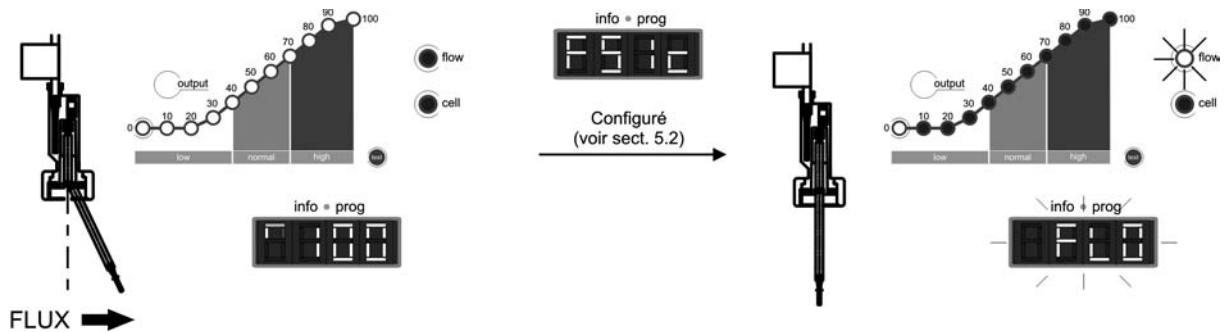 info • prog
90
100
80
70
60
50
40
30
20
10
0
output
flow
cell
low
normal
high
test
info • prog
FLUX
Configuré
(voir sect. 5.2)
90
100
80
70
60
50
40
30
20
10
0
output
flow
cell
low
normal
high
test
info • prog
FLO